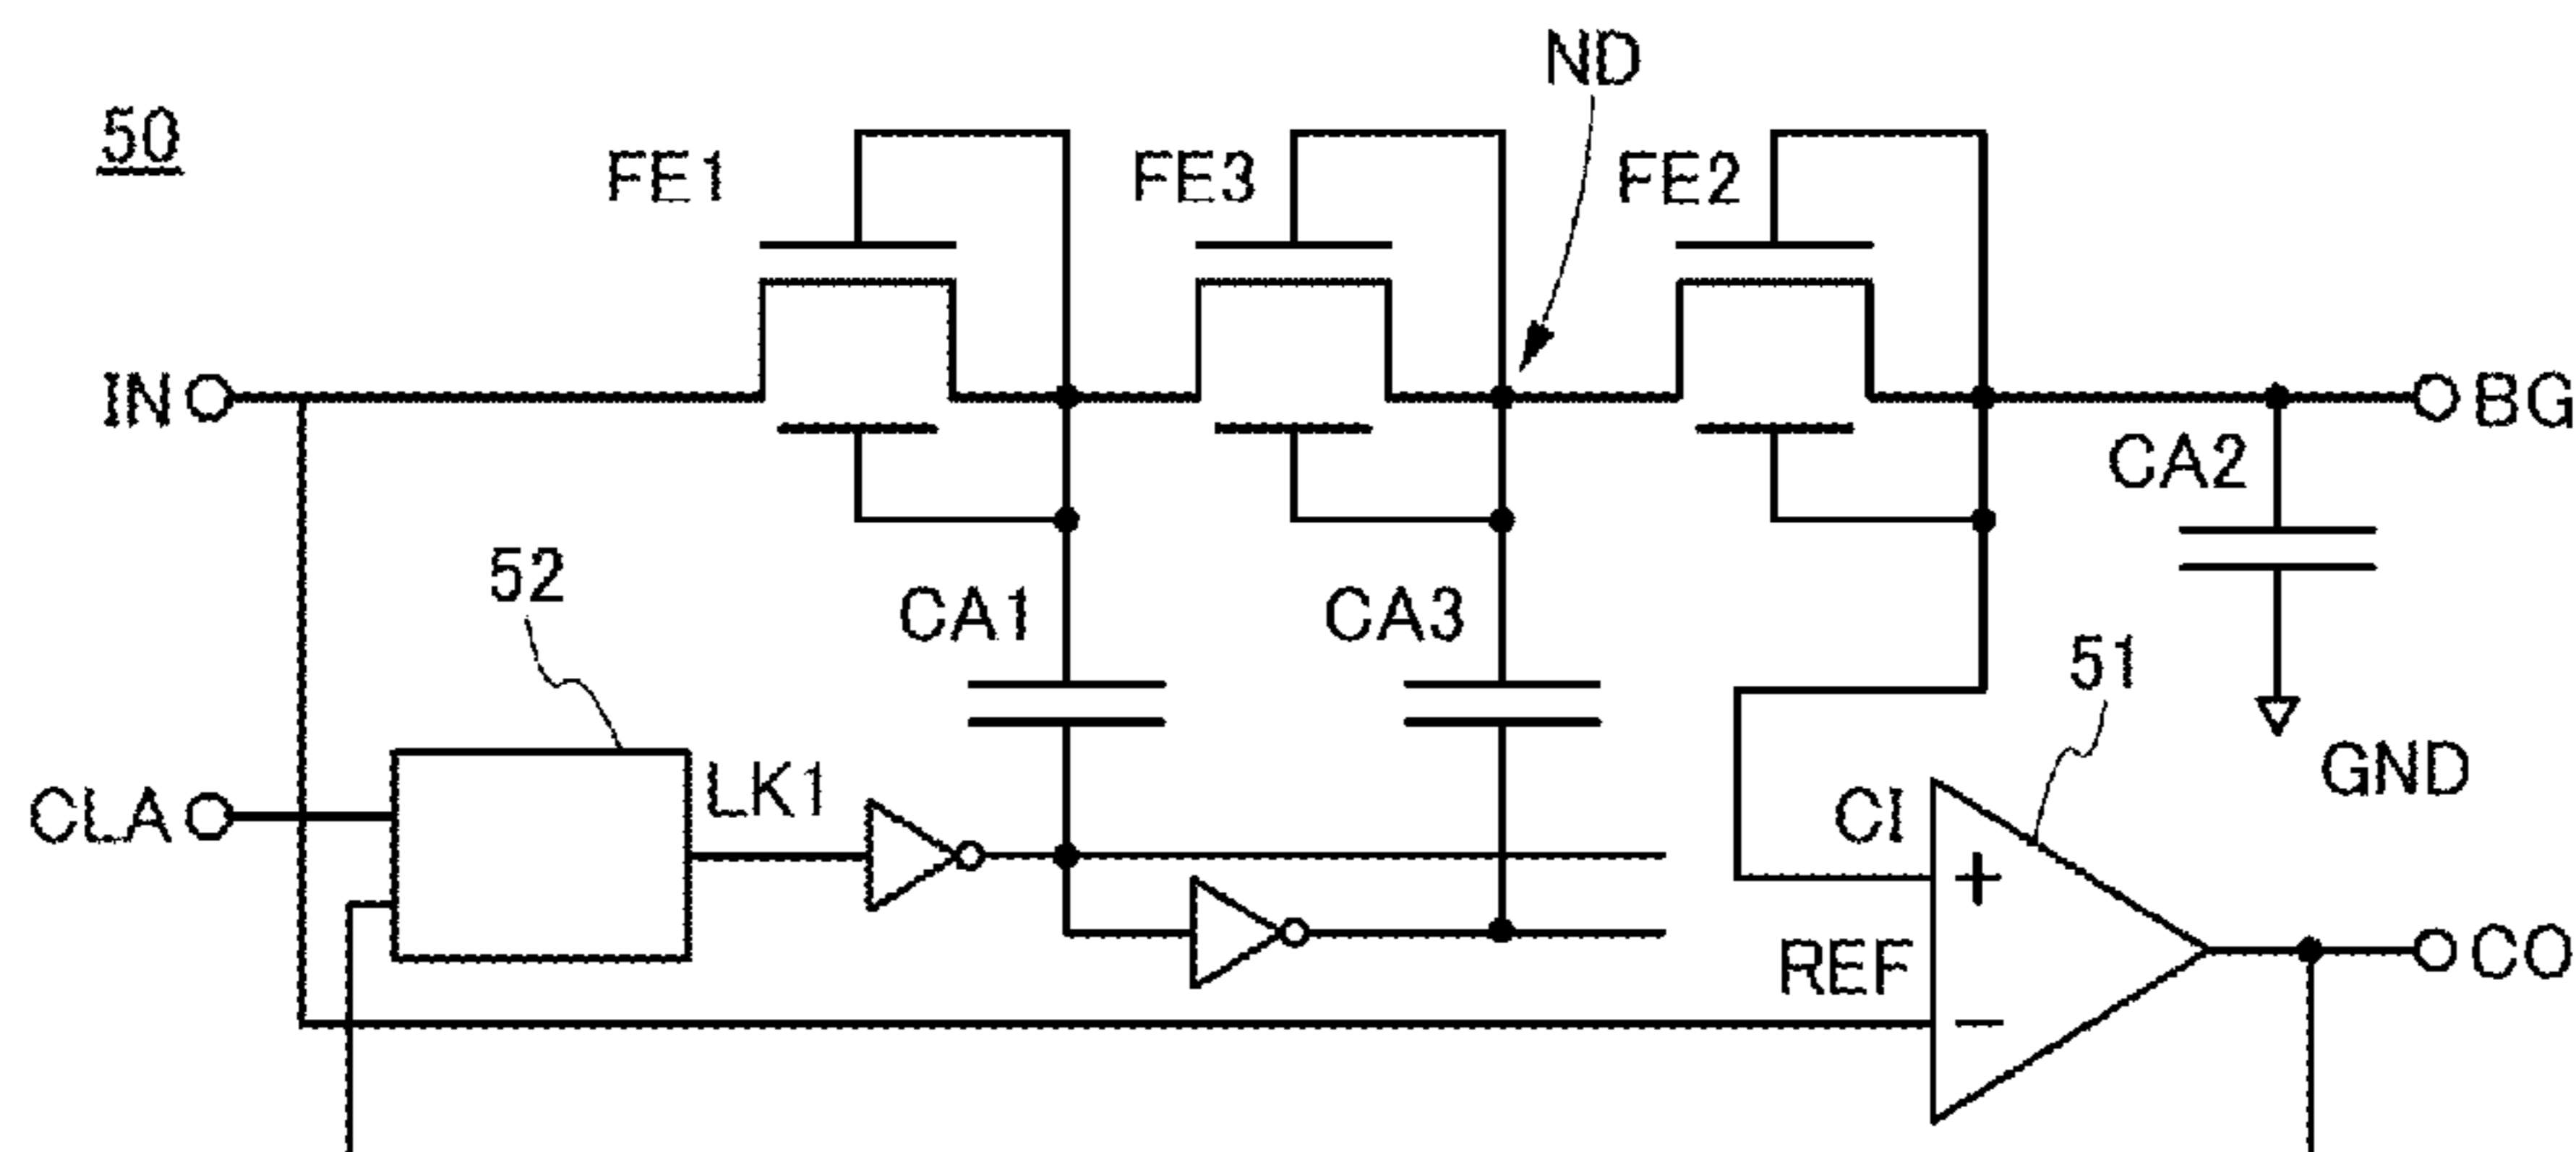 50
ND
FE1
FE3
FE2
IN
BG
CA2
52
CA1
CA3
51
GND
LK1
CLA
CI
+
REF
CO
−